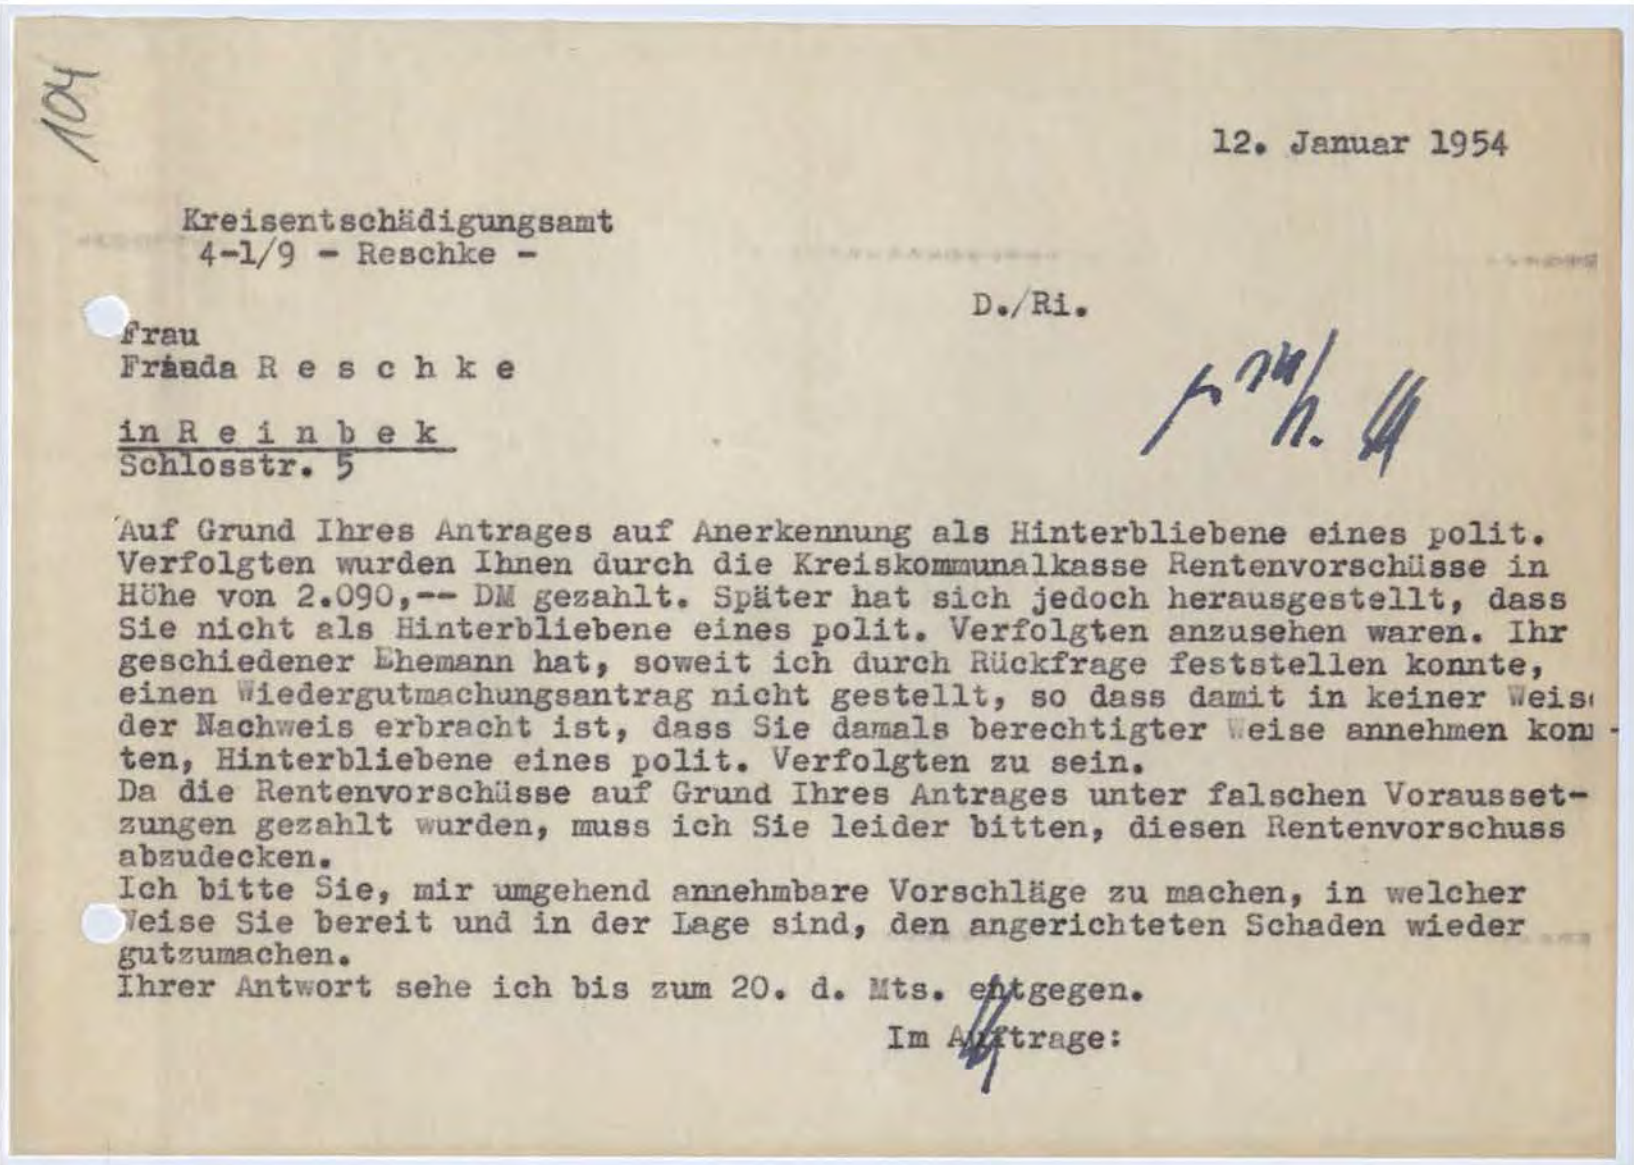 104
12. Januar 1954
Kreisentschädigungsamt
4-1/9 - Reschke -
D./Ri.
Frau
Frauda R e s c h k e
in R e i n b e k
Schlosstr. 5
Auf Grund Ihres Antrages auf Anerkennung als Hinterbliebene eines polit.
Verfolgten wurden Ihnen durch die Kreiskommunalkasse Rentenvorschüsse in
Höhe von 2.090,-- DM gezahlt. Später hat sich jedoch herausgestellt, dass
Sie nicht als Hinterbliebene eines polit. Verfolgten anzusehen waren. Ihr
geschiedener Ehemann hat, soweit ich durch Rückfrage feststellen konnte,
einen Wiedergutmachungsantrag nicht gestellt, so dass damit in keiner Weise
der Nachweis erbracht ist, dass Sie damals berechtigter Weise annehmen konn-
ten, Hinterbliebene eines polit. Verfolgten zu sein.
Da die Rentenvorschüsse auf Grund Ihres Antrages unter falschen Vorausset-
zungen gezahlt wurden, muss ich Sie leider bitten, diesen Rentenvorschuss
abzudecken.
Ich bitte Sie, mir umgehend annehmbare Vorschläge zu machen, in welcher
Weise Sie bereit und in der Lage sind, den angerichteten Schaden wieder
gutzumachen.
Ihrer Antwort sehe ich bis zum 20. d. Mts. entgegen.
Im Auftrage: